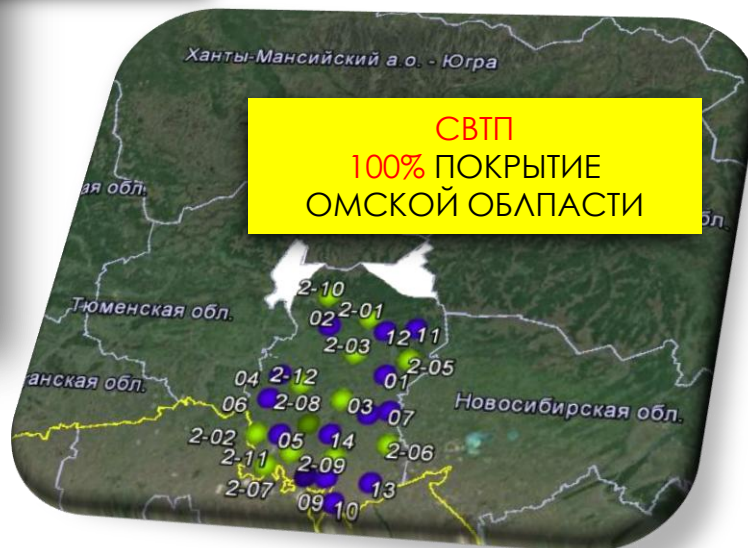 Ханты-Мансийский а.о. - Югра
СВТП
100% ПОКРЫТИЕ
ОМСКОЙ ОБЛПАСТИ
ая обл.
бл.
Тюменская обл.
2-10
02
2-01
12
11
2-03
2-05
анская обл.
04
2-12
01
06
2-08
03
07
Новосибирская обл.
2-02
05
14
2-06
2-11
2-09
2-07
13
09
10